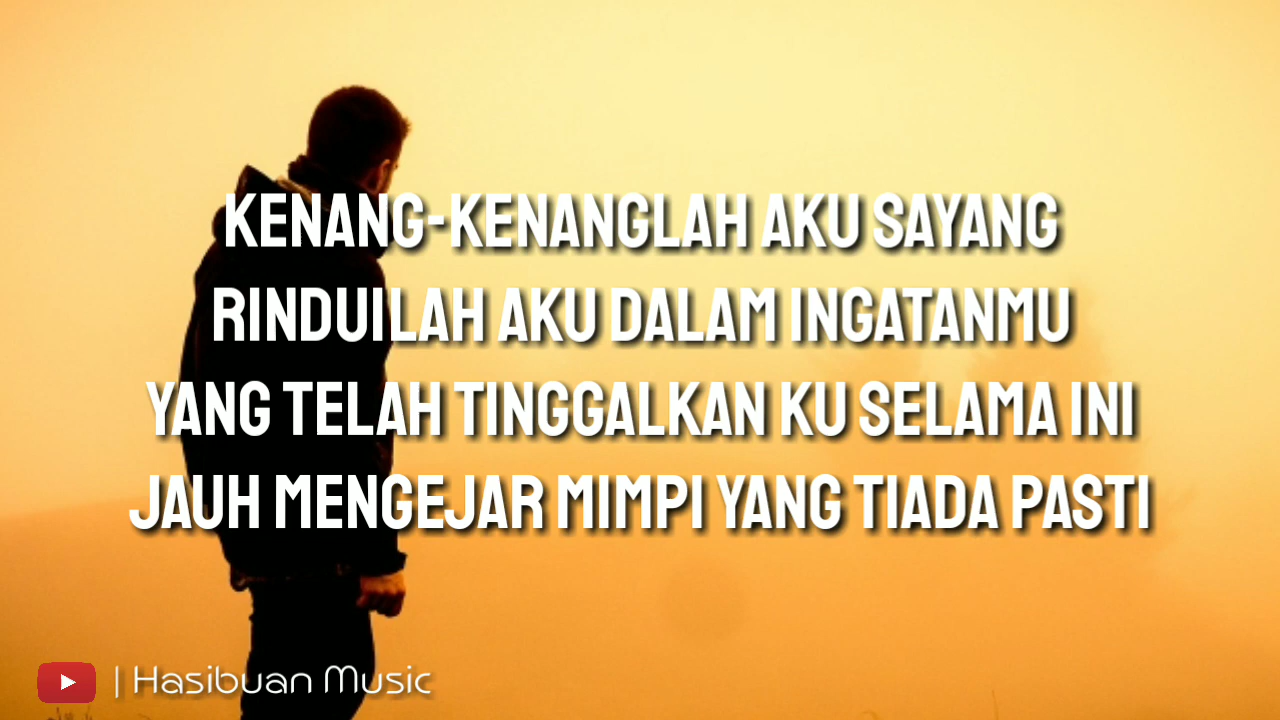 KENANG-KENANGLAH AKU SAYANG
RINDUILAH AKU DALAM INGATANMU
YANG TELAH TINGGALKAN KU SELAMA INI
JAUH MENGEJAR MIMPI YANG TIADA PASTI
| Hasibuan Music